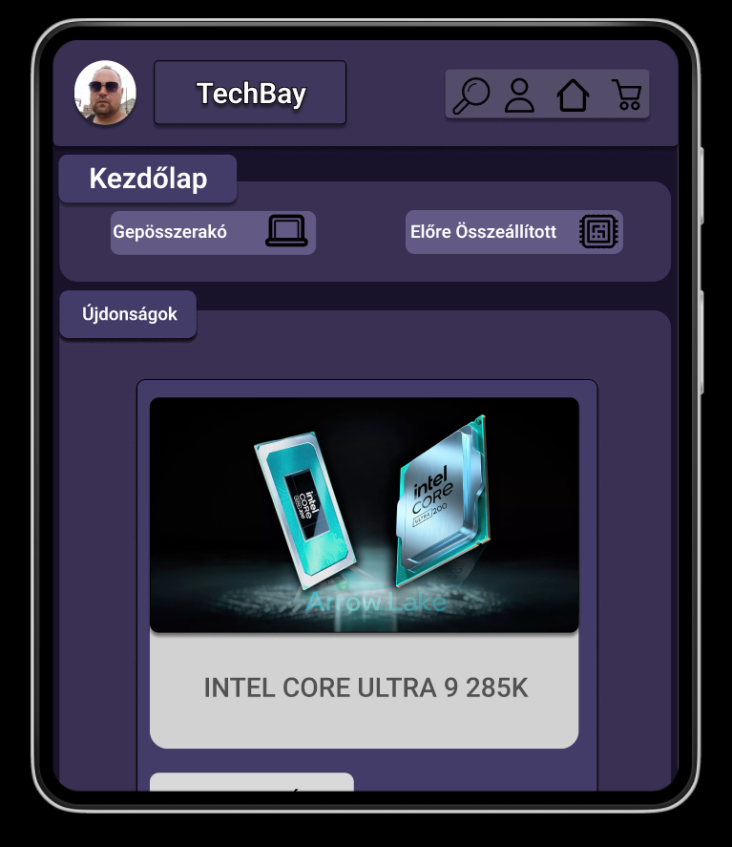 TechBay
Kezdőlap
Gepösszerakó
Előre Összeállított
Újdonságok
intel
CORE
intel
CORE
ULTRA 200
Arrow Lake
INTEL CORE ULTRA 9 285K